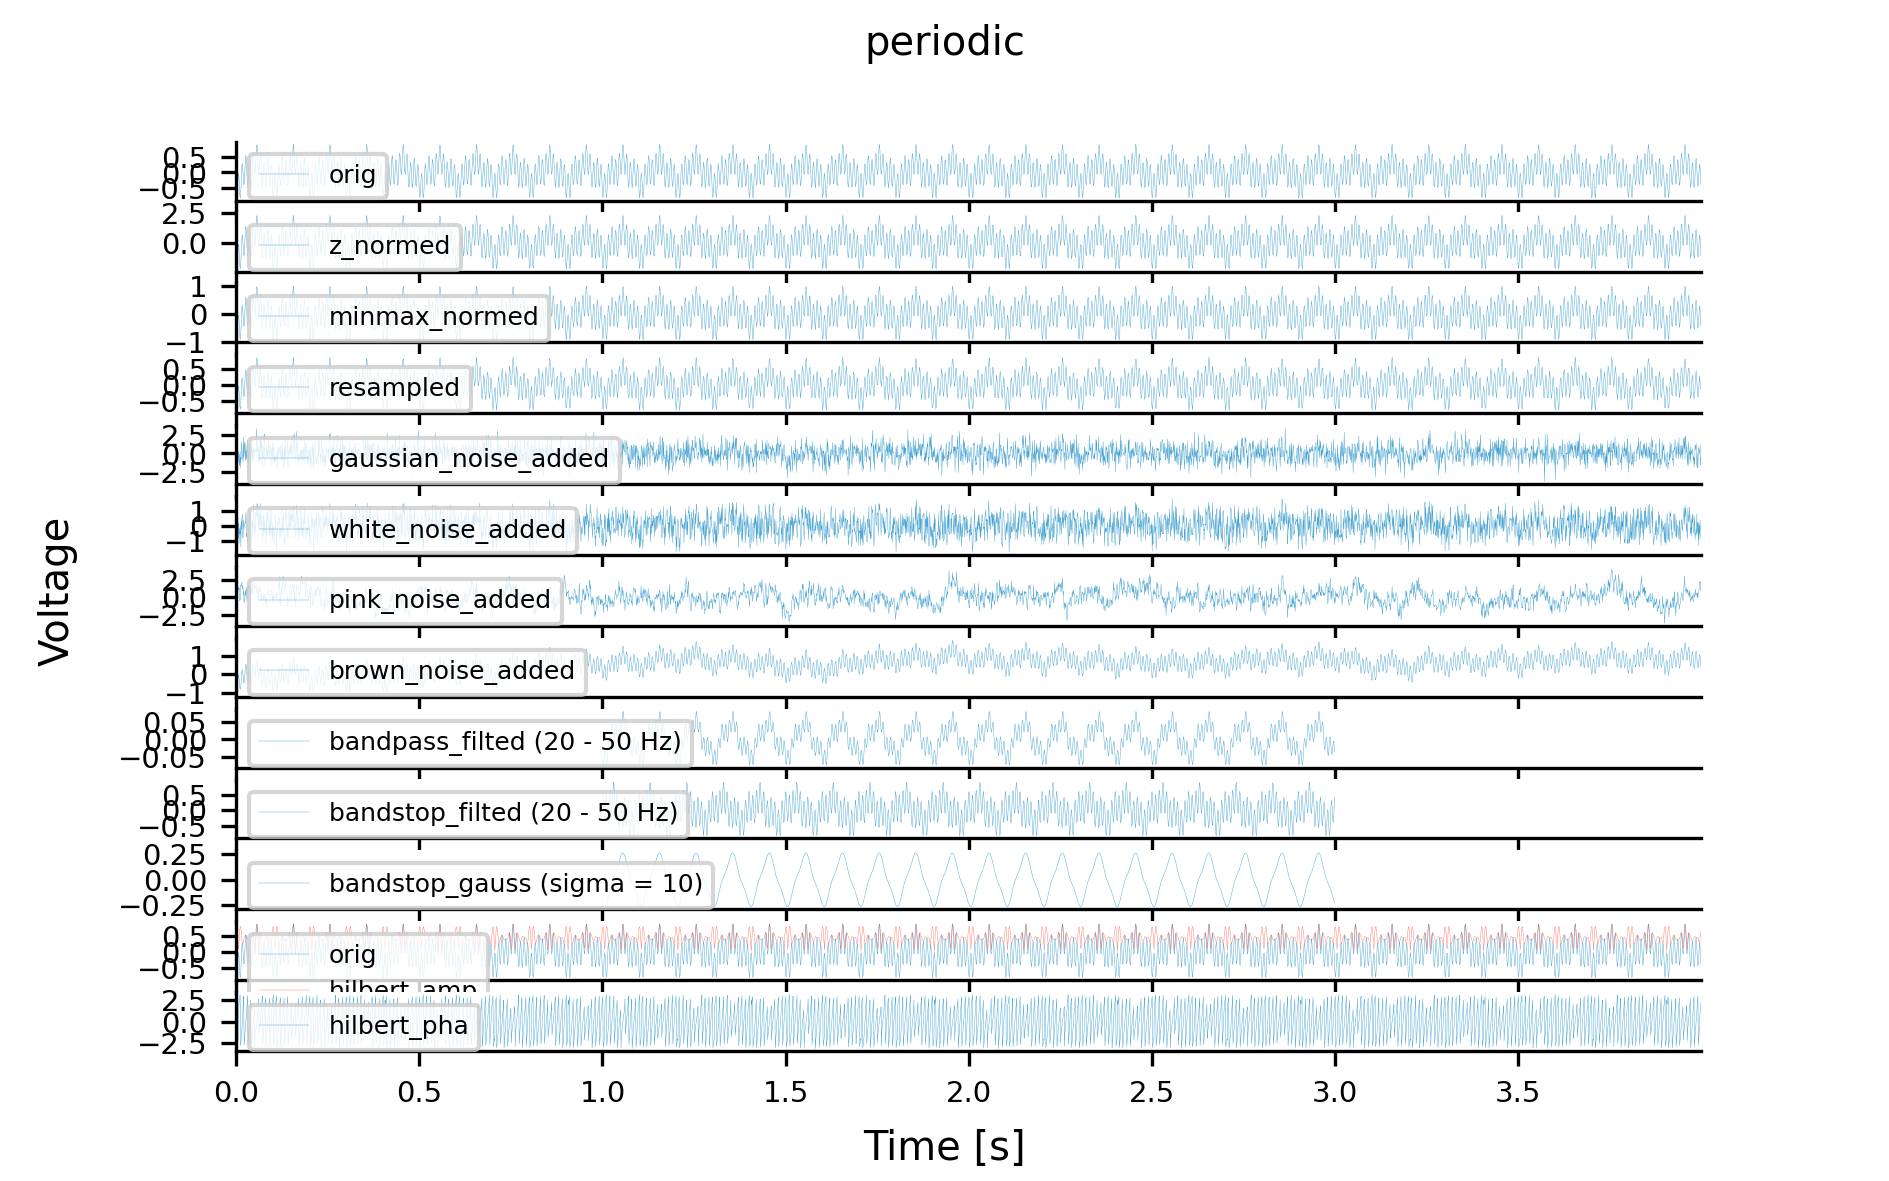 periodic
Voltage
0.5
0.0
−0.5
orig
2.5
0.0
z_normed
1
0
−1
minmax_normed
0.5
0.0
−0.5
resampled
2.5
0.0
−2.5
gaussian_noise_added
1
0
−1
white_noise_added
2.5
0.0
−2.5
pink_noise_added
1
0
−1
brown_noise_added
0.05
0.00
−0.05
bandpass_filted (20 - 50 Hz)
0.5
0.0
−0.5
bandstop_filted (20 - 50 Hz)
0.25
0.00
−0.25
bandstop_gauss (sigma = 10)
0.5
0.0
−0.5
orig
hilbert_amp
2.5
0.0
−2.5
hilbert_pha
0.0 0.5 1.0 1.5 2.0 2.5 3.0 3.5
Time [s]